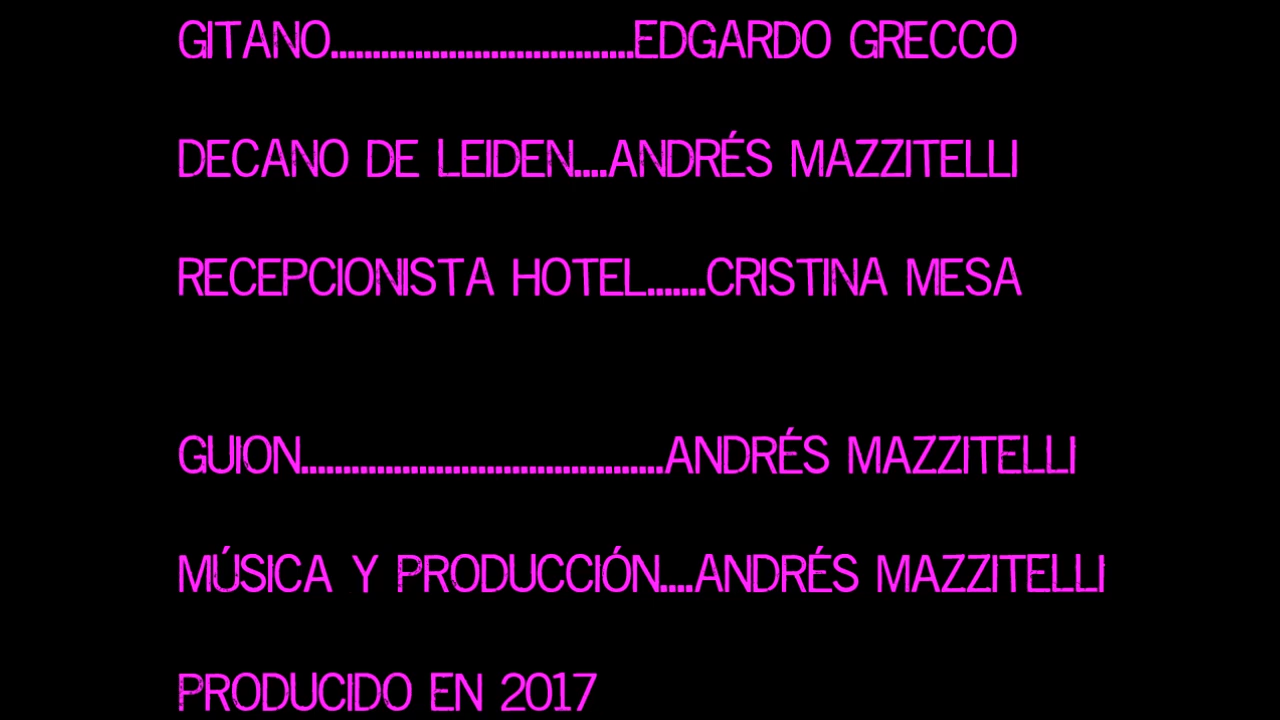 GITANO....................................EDGARDO GRECCO
DECANO DE LEIDEN....ANDRÉS MAZZITELLI
RECEPCIONISTA HOTEL.......CRISTINA MESA
GUION...........................................ANDRÉS MAZZITELLI
MÚSICA Y PRODUCCIÓN....ANDRÉS MAZZITELLI
PRODUCIDO EN 2017